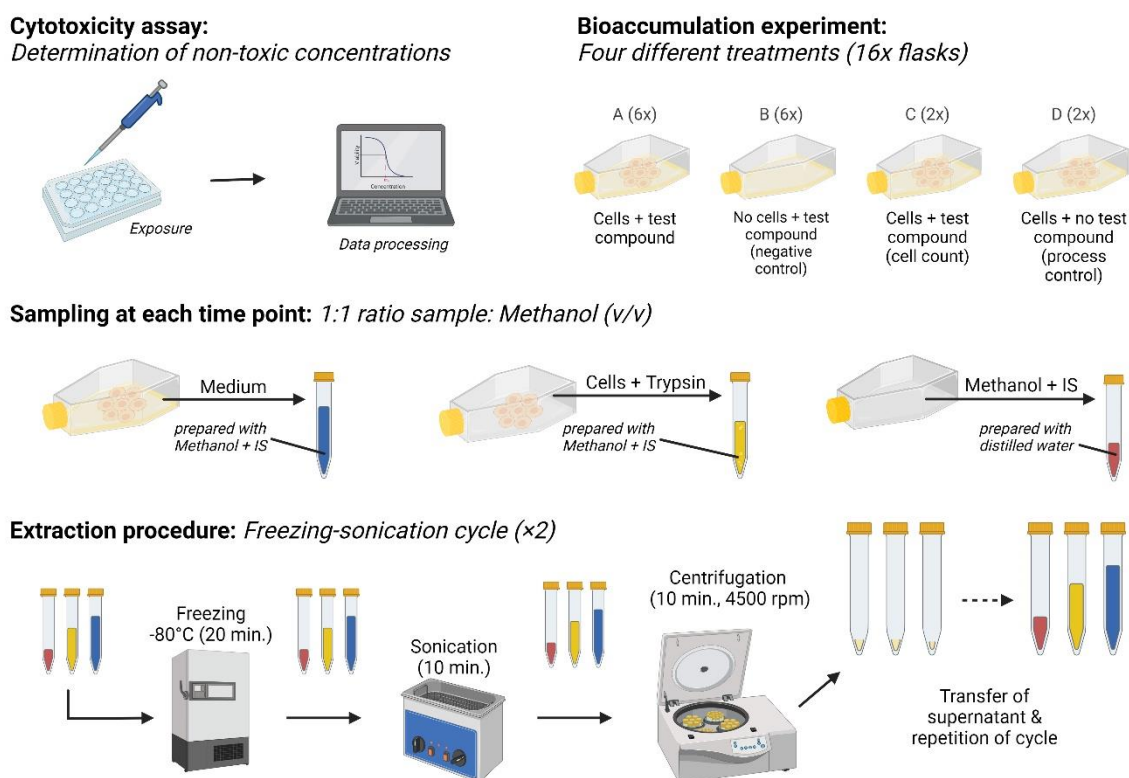 Cytotoxicity assay:
Determination of non-toxic concentrations
Exposure
Viability
Concentration
Data processing
Bioaccumulation experiment:
Four different treatments (16x flasks)
A (6x)
Cells + test
compound
B (6x)
No cells + test
compound
(negative
control)
C (2x)
Cells + test
compound
(cell count)
D (2x)
Cells + no test
compound
(process
control)
Sampling at each time point: 1:1 ratio sample: Methanol (v/v)
Medium
prepared with
Methanol + IS
Cells + Trypsin
prepared with
Methanol + IS
Methanol + IS
prepared with
distilled water
Extraction procedure: Freezing-sonication cycle (×2)
Freezing
-80°C (20 min.)
Sonication
(10 min.)
Centrifugation
(10 min., 4500 rpm)
Transfer of
supernatant &
repetition of cycle